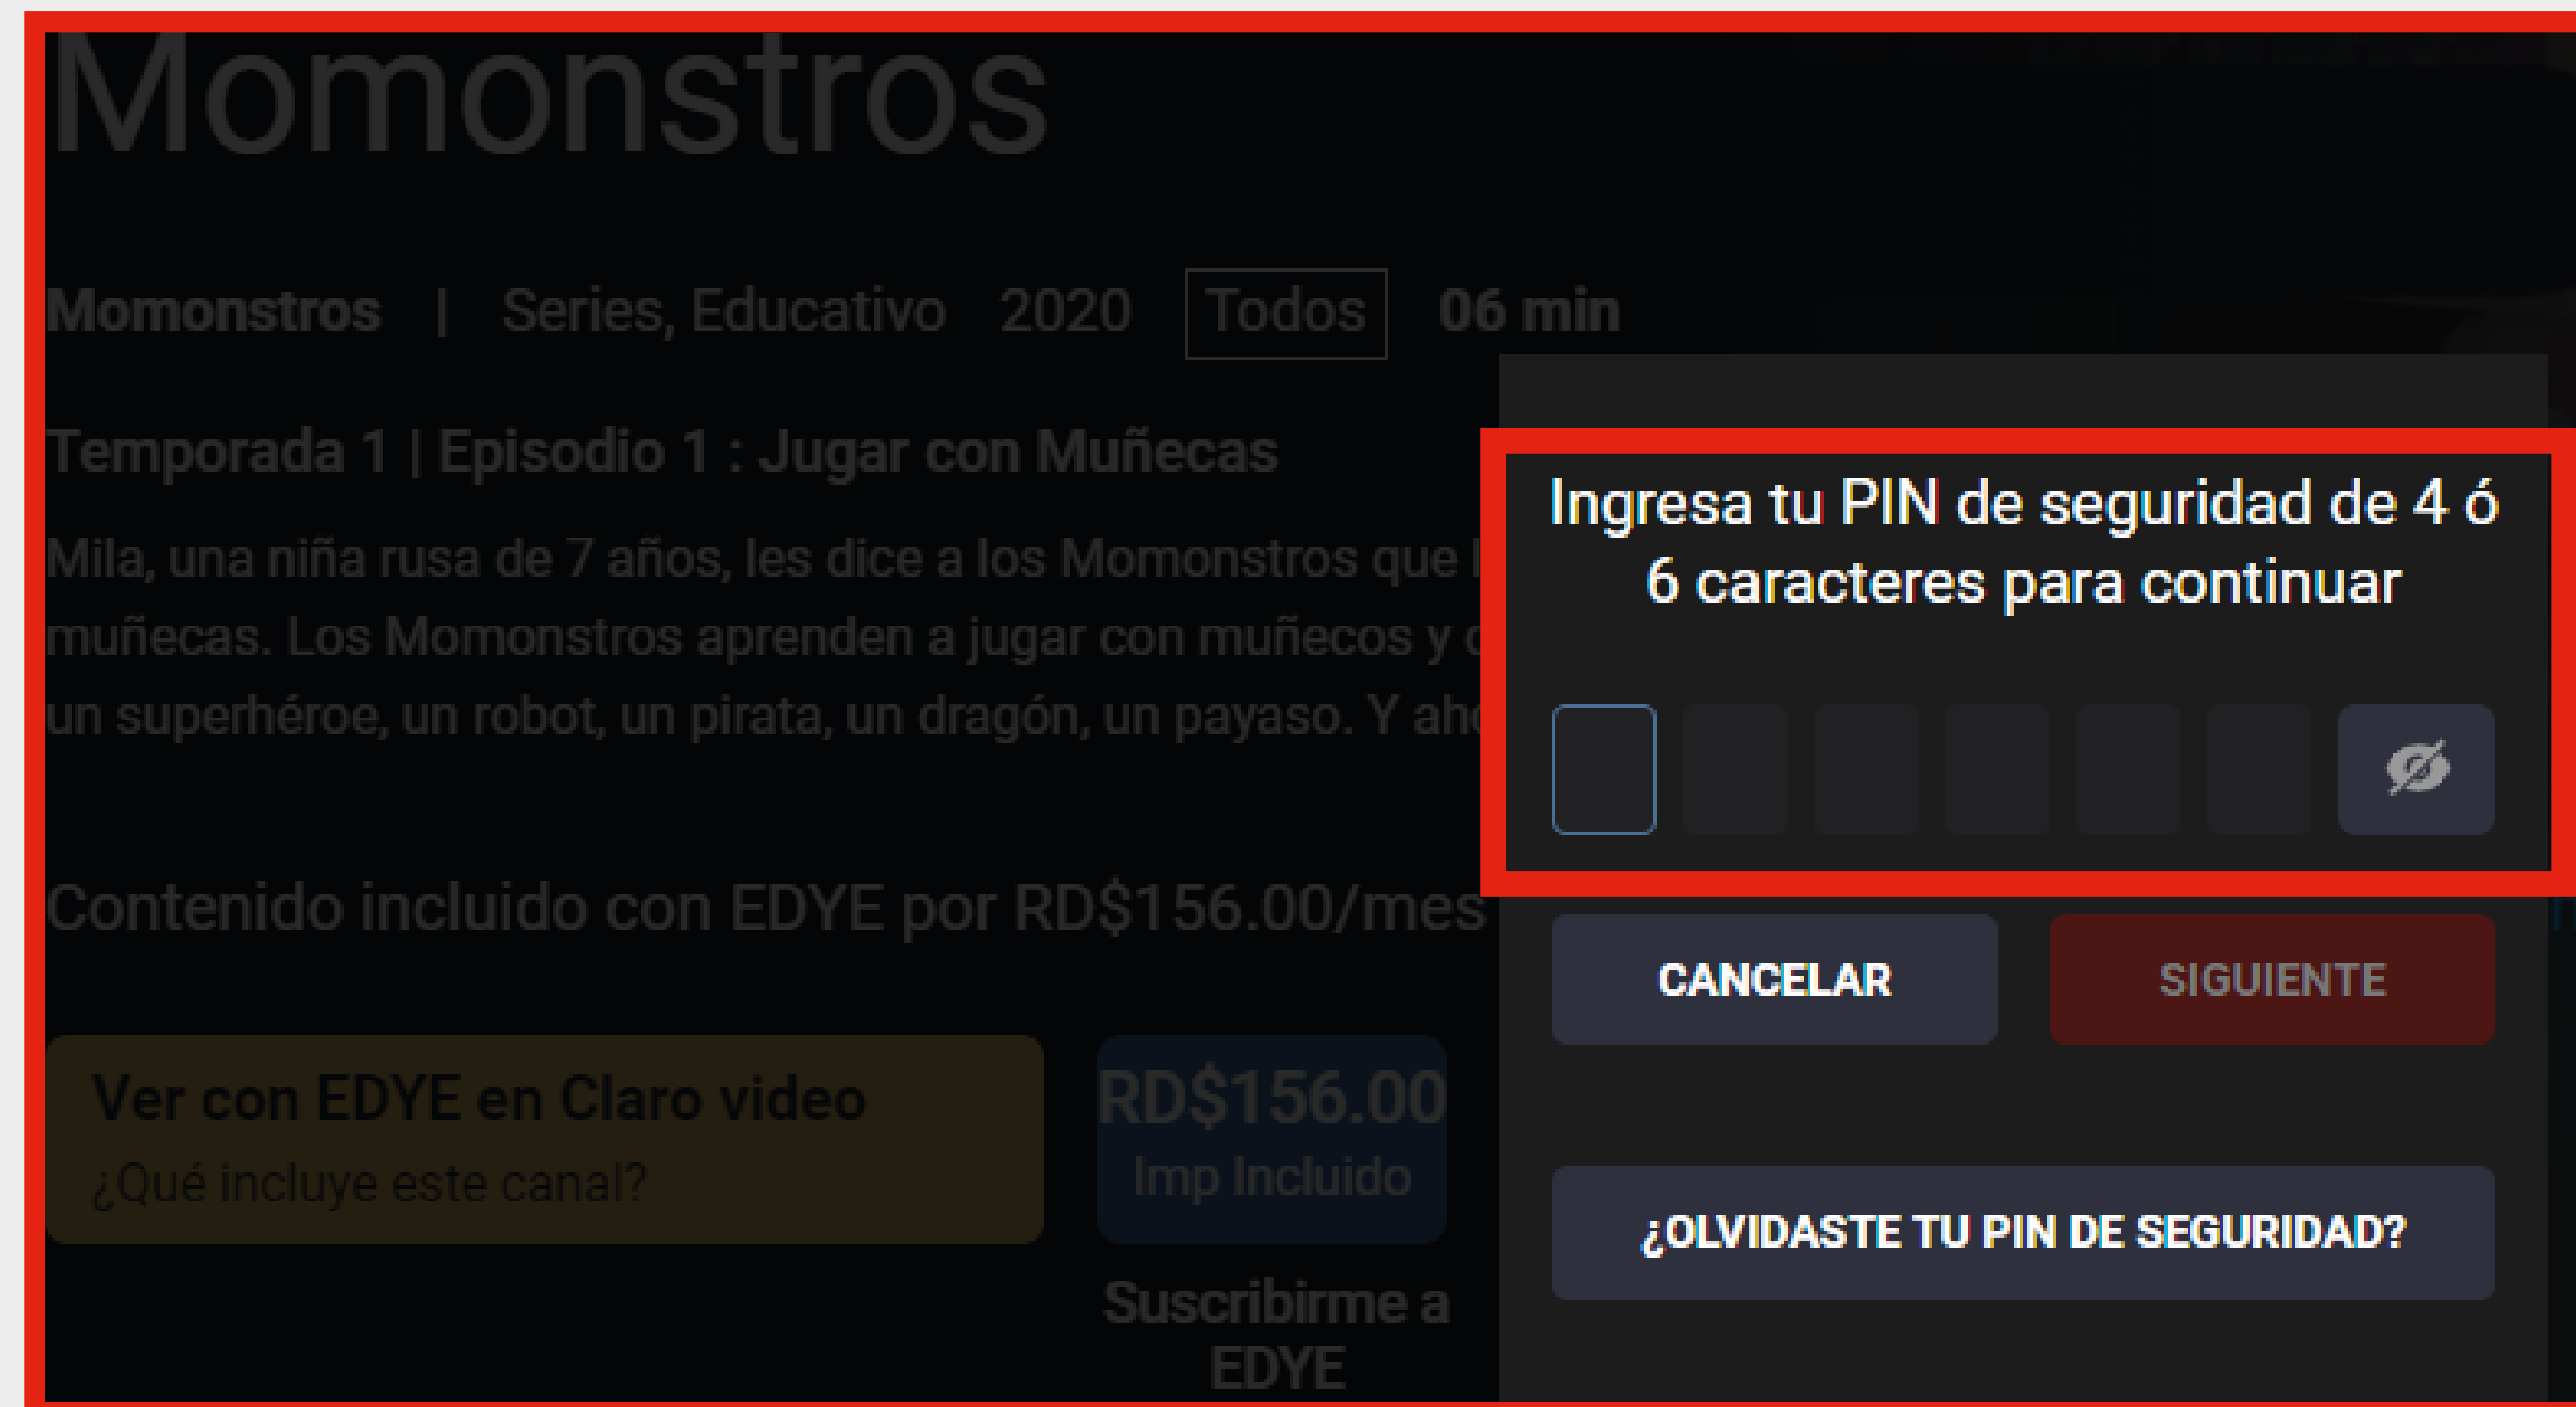 Momonstros
Momonstros | Series, Educativo 2020 Todos 06 min
Temporada 1 | Episodio 1 : Jugar con Muñecas
Mila, una niña rusa de 7 años, les dice a los Momonstros que
muñecas. Los Momonstros aprenden a jugar con muñecos y
un superhéroe, un robot, un pirata, un dragón, un payaso. Y
Contenido incluido con EDYE por RD$156.00/mes
Ver con EDYE en Claro video
¿Qué incluye este canal?
RD$156.00
Imp Incluido
Suscribirme a
EDYE
Ingresa tu PIN de seguridad de 4 ó
6 caracteres para continuar
CANCELAR
SIGUIENTE
¿OLVIDASTE TU PIN DE SEGURIDAD?